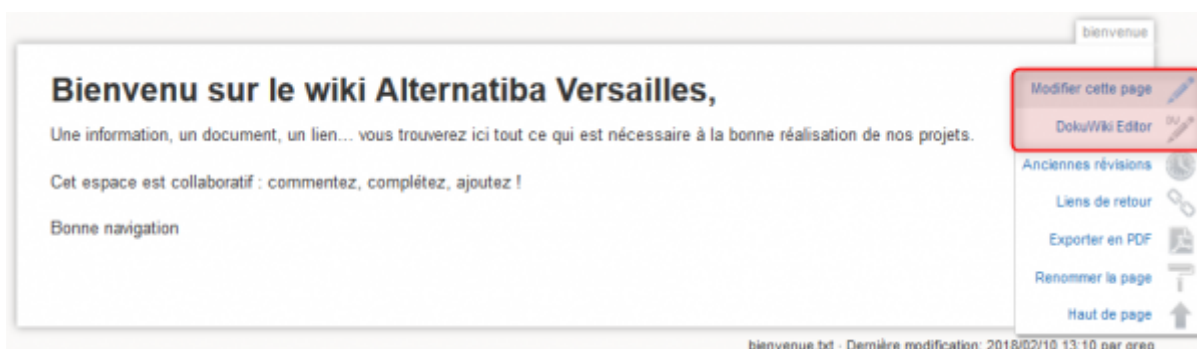 bienvenue
Bienvenu sur le wiki Alternatiba Versailles,
Une information, un document, un lien... vous trouverez ici tout ce qui est nécessaire à la bonne réalisation de nos projets.
Cet espace est collaboratif : commentez, complétez, ajoutez !
Bonne navigation
Modifier cette page
DokuWiki Editor
Anciennes révisions
Liens de retour
Exporter en PDF
Renommer la page
Haut de page
bienvenue.txt · Dernière modification: 2018/02/10 13:10 par greg